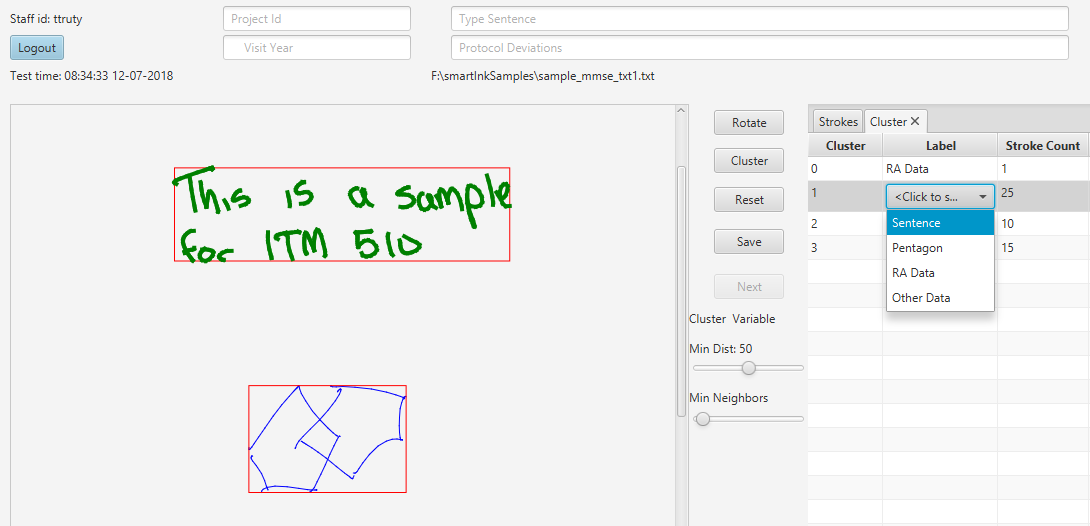 Staff id: ttruty
Project Id
Type Sentence
Logout
Visit Year
Protocol Deviations
Test time: 08:34:33 12-07-2018
F:\smartInkSamples\sample_mmse_txt1.txt
This is a sample
for ITM 510
Rotate
Cluster
Reset
Save
Next
Cluster Variable
Min Dist: 50
Min Neighbors
Strokes Cluster
Cluster Label Stroke Count
0 RA Data 1
1 <Click to s... 25
2 Sentence 10
3 Pentagon 15
RA Data
Other Data